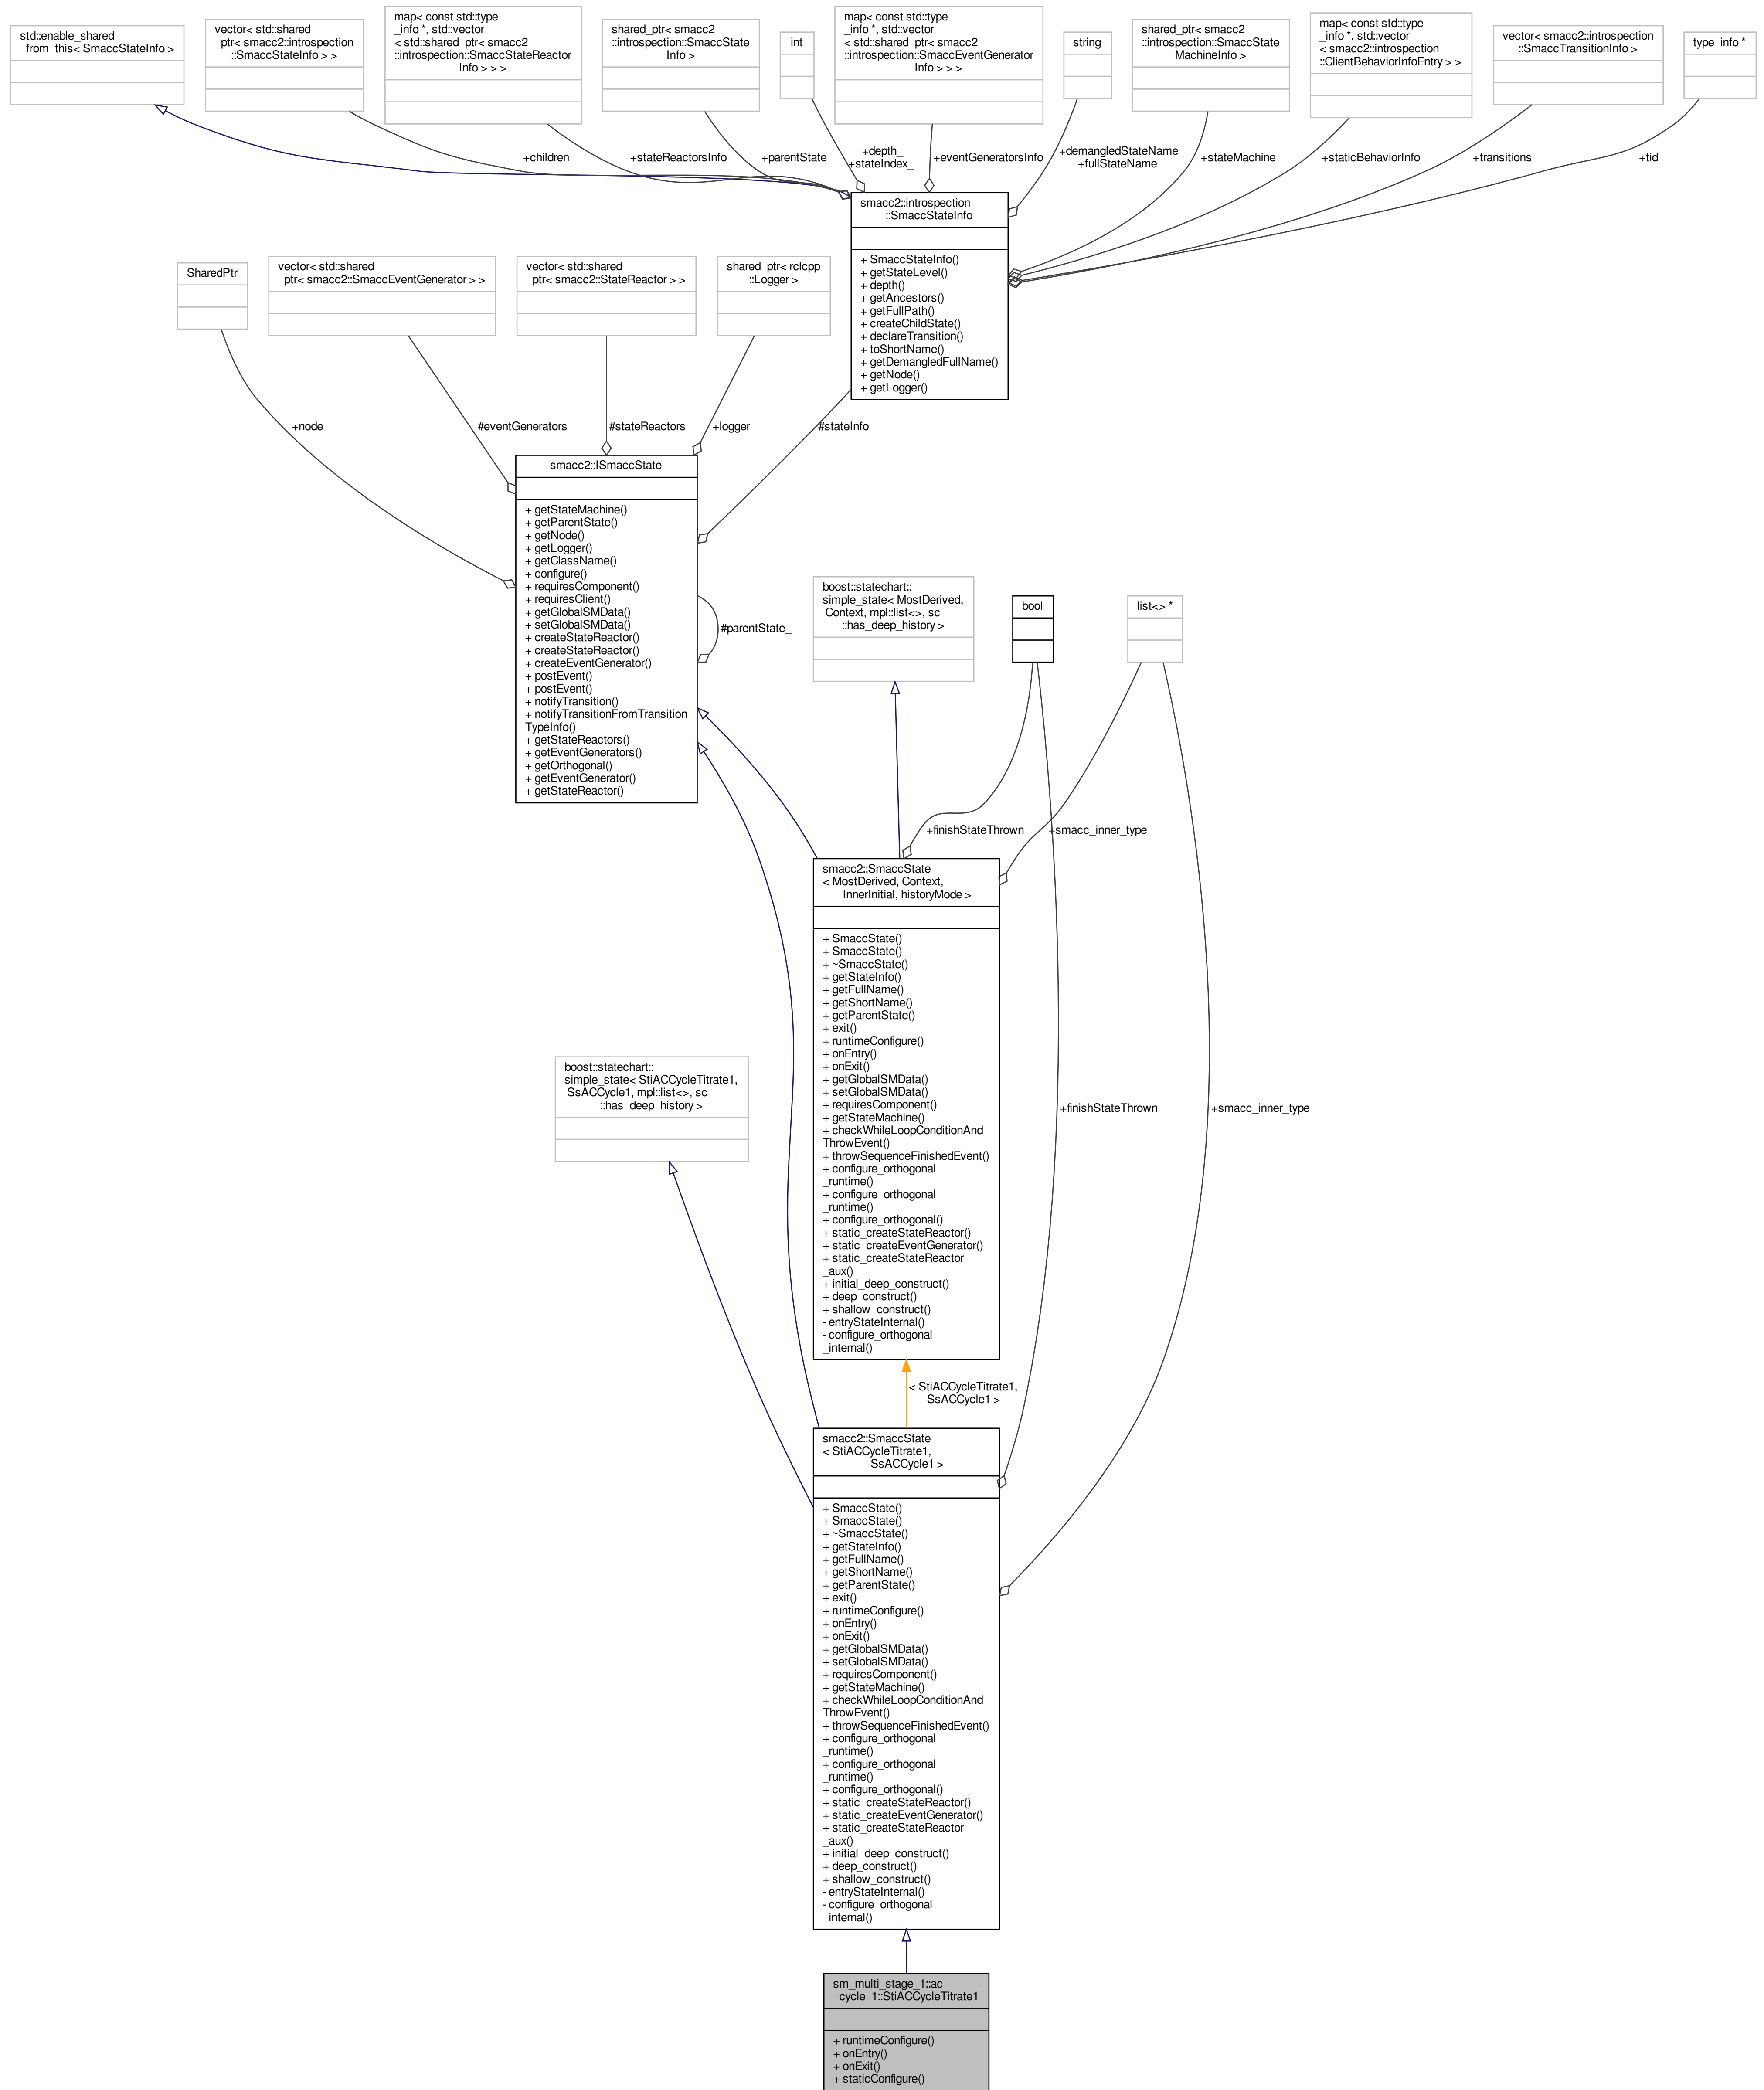 std::enable_shared
_from_this< SmaccStateInfo >
vector< std::shared
_ptr< smacc2::introspection
::SmaccStateInfo > >
map< const std::type
_info *, std::vector
< std::shared_ptr< smacc2
::introspection::SmaccStateReactor
Info > > >
shared_ptr< smacc2
::introspection::SmaccState
Info >
int
map< const std::type
_info *, std::vector
< std::shared_ptr< smacc2
::introspection::SmaccEventGenerator
Info > > >
string
shared_ptr< smacc2
::introspection::SmaccState
MachineInfo >
map< const std::type
_info *, std::vector
< smacc2::introspection
::ClientBehaviorInfoEntry > >
vector< smacc2::introspection
::SmaccTransitionInfo >
type_info *
+children_
+stateReactorsInfo
+parentState_
+depth_
+stateIndex_
+eventGeneratorsInfo
+demangledStateName
+fullStateName
+stateMachine_
+staticBehaviorInfo
+transitions_
+tid_
smacc2::introspection
::SmaccStateInfo
+ SmaccStateInfo()
+ getStateLevel()
+ depth()
+ getAncestors()
+ getFullPath()
+ createChildState()
+ declareTransition()
+ toShortName()
+ getDemangledFullName()
+ getNode()
+ getLogger()
SharedPtr
vector< std::shared
_ptr< smacc2::SmaccEventGenerator > >
vector< std::shared
_ptr< smacc2::StateReactor > >
shared_ptr< rclcpp
::Logger >
+node_
#eventGenerators_
#stateReactors_
+logger_
#stateInfo_
smacc2::ISmaccState
+ getStateMachine()
+ getParentState()
+ getNode()
+ getLogger()
+ getClassName()
+ configure()
+ requiresComponent()
+ requiresClient()
+ getGlobalSMData()
+ setGlobalSMData()
+ createStateReactor()
+ createStateReactor()
+ createEventGenerator()
+ postEvent()
+ postEvent()
+ notifyTransition()
+ notifyTransitionFromTransition
TypeInfo()
+ getStateReactors()
+ getEventGenerators()
+ getOrthogonal()
+ getEventGenerator()
+ getStateReactor()
#parentState_
boost::statechart::
simple_state< MostDerived,
Context, mpl::list<>, sc
::has_deep_history >
bool
list<> *
+finishStateThrown
+smacc_inner_type
smacc2::SmaccState
< MostDerived, Context,
InnerInitial, historyMode >
+ SmaccState()
+ SmaccState()
+ ~SmaccState()
+ getStateInfo()
+ getFullName()
+ getShortName()
+ getParentState()
+ exit()
+ runtimeConfigure()
+ onEntry()
+ onExit()
+ getGlobalSMData()
+ setGlobalSMData()
+ requiresComponent()
+ getStateMachine()
+ checkWhileLoopConditionAnd
ThrowEvent()
+ throwSequenceFinishedEvent()
+ configure_orthogonal
_runtime()
+ configure_orthogonal
_runtime()
+ configure_orthogonal()
+ static_createStateReactor()
+ static_createEventGenerator()
+ static_createStateReactor
_aux()
+ initial_deep_construct()
+ deep_construct()
+ shallow_construct()
- entryStateInternal()
- configure_orthogonal
_internal()
boost::statechart::
simple_state< StiACCycleTitrate1,
SsACCycle1, mpl::list<>, sc
::has_deep_history >
+finishStateThrown
+smacc_inner_type
< StiACCycleTitrate1,
SsACCycle1 >
smacc2::SmaccState
< StiACCycleTitrate1,
SsACCycle1 >
+ SmaccState()
+ SmaccState()
+ ~SmaccState()
+ getStateInfo()
+ getFullName()
+ getShortName()
+ getParentState()
+ exit()
+ runtimeConfigure()
+ onEntry()
+ onExit()
+ getGlobalSMData()
+ setGlobalSMData()
+ requiresComponent()
+ getStateMachine()
+ checkWhileLoopConditionAnd
ThrowEvent()
+ throwSequenceFinishedEvent()
+ configure_orthogonal
_runtime()
+ configure_orthogonal
_runtime()
+ configure_orthogonal()
+ static_createStateReactor()
+ static_createEventGenerator()
+ static_createStateReactor
_aux()
+ initial_deep_construct()
+ deep_construct()
+ shallow_construct()
- entryStateInternal()
- configure_orthogonal
_internal()
sm_multi_stage_1::ac
_cycle_1::StiACCycleTitrate1
+ runtimeConfigure()
+ onEntry()
+ onExit()
+ staticConfigure()